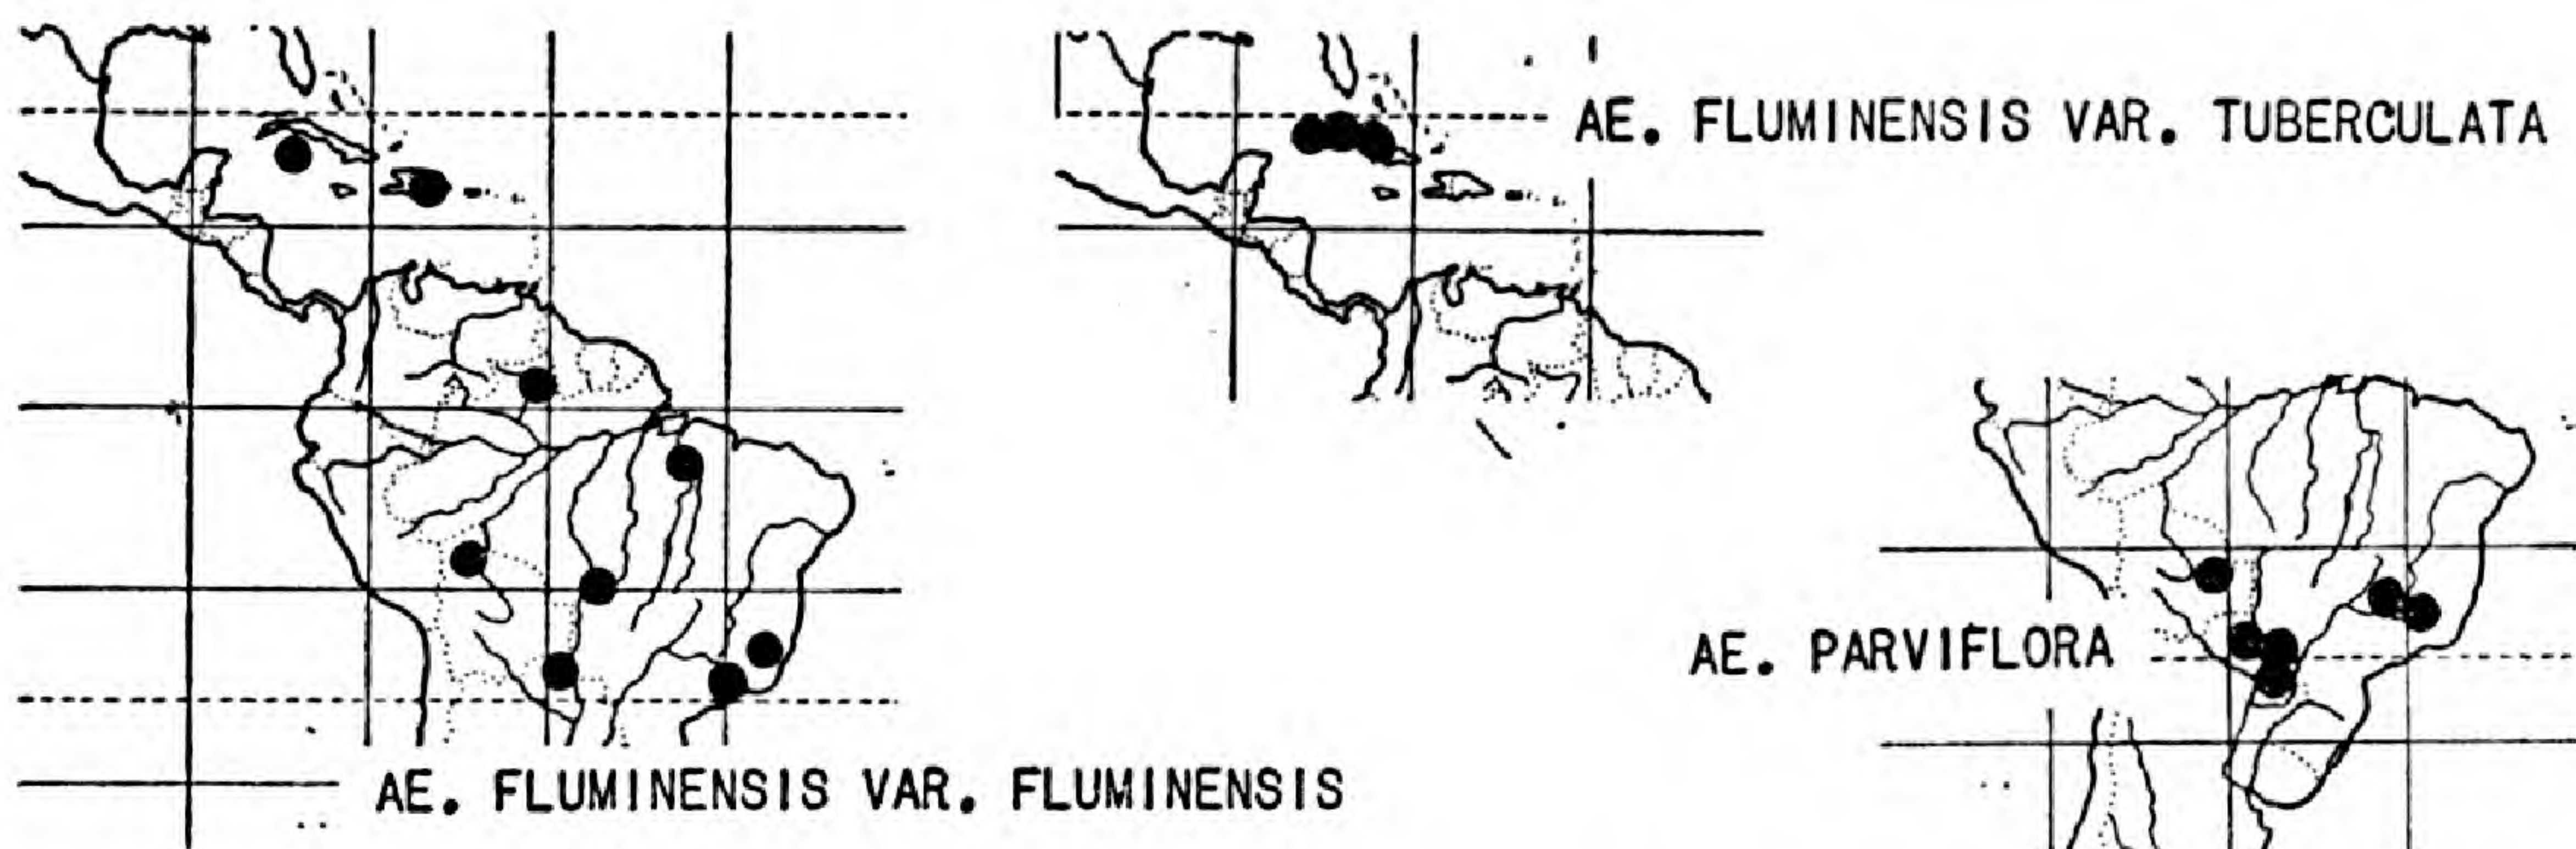 AE. FLUMINENSIS VAR. TUBERCULATA
AE. PARVIFLORA
AE. FLUMINENSIS VAR. FLUMINENSIS